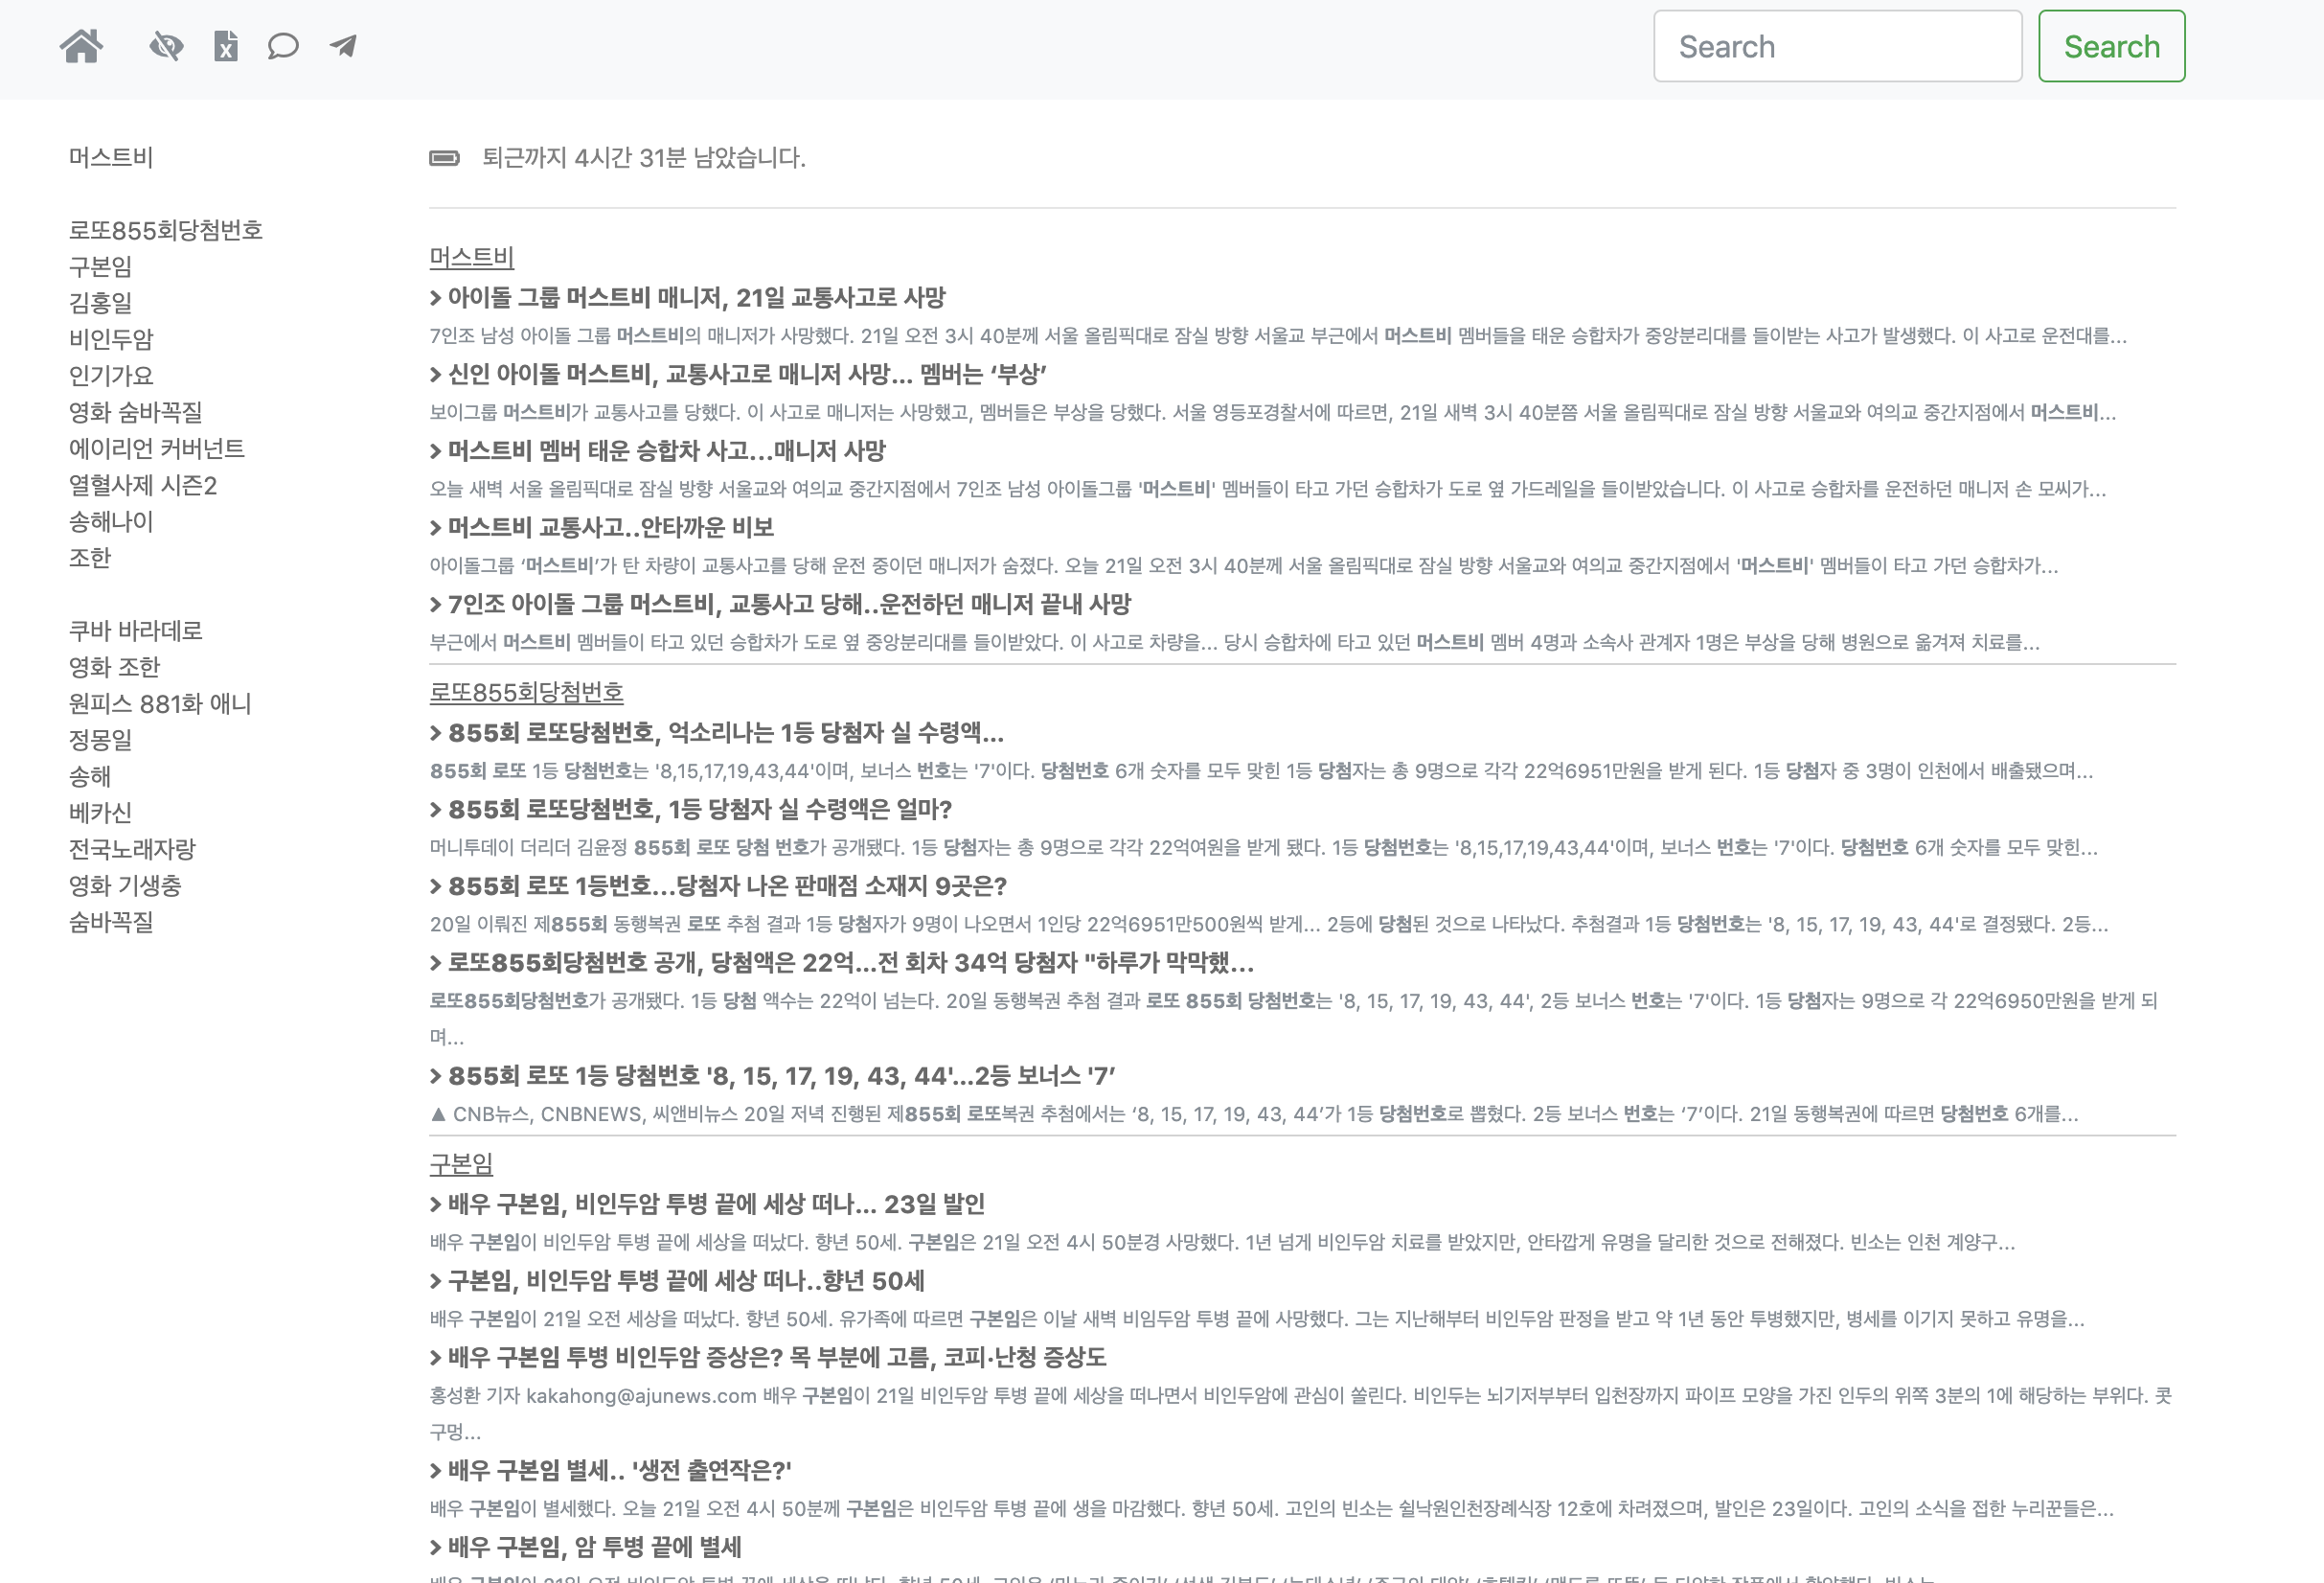 Search
Search
머스트비
로또855회당첨번호
구본임
김홍일
비인두암
인기가요
영화 숨바꼭질
에이리언 커버넌트
열혈사제 시즌2
송해나이
조한
쿠바 바라데로
영화 조한
원피스 881화 애니
정몽일
송해
베카신
전국노래자랑
영화 기생충
숨바꼭질
퇴근까지 4시간 31분 남았습니다.
머스트비
> 아이돌 그룹 머스트비 매니저, 21일 교통사고로 사망
7인조 남성 아이돌 그룹 머스트비의 매니저가 사망했다. 21일 오전 3시 40분께 서울 올림픽대로 잠실 방향 서울교 부근에서 머스트비 멤버들을 태운 승합차가 중앙분리대를 들이받는 사고가 발생했다. 이 사고로 운전대를...
> 신인 아이돌 머스트비, 교통사고로 매니저 사망... 멤버는 ‘부상’
보이그룹 머스트비가 교통사고를 당했다. 이 사고로 매니저는 사망했고, 멤버들은 부상을 당했다. 서울 영등포경찰서에 따르면, 21일 새벽 3시 40분쯤 서울 올림픽대로 잠실 방향 서울교와 여의교 중간지점에서 머스트비...
> 머스트비 멤버 태운 승합차 사고...매니저 사망
오늘 새벽 서울 올림픽대로 잠실 방향 서울교와 여의교 중간지점에서 7인조 남성 아이돌그룹 '머스트비' 멤버들이 타고 가던 승합차가 도로 옆 가드레일을 들이받았습니다. 이 사고로 승합차를 운전하던 매니저 손 모씨가...
> 머스트비 교통사고..안타까운 비보
아이돌그룹 ‘머스트비’가 탄 차량이 교통사고를 당해 운전 중이던 매니저가 숨졌다. 오늘 21일 오전 3시 40분께 서울 올림픽대로 잠실 방향 서울교와 여의교 중간지점에서 '머스트비' 멤버들이 타고 가던 승합차가...
> 7인조 아이돌 그룹 머스트비, 교통사고 당해..운전하던 매니저 끝내 사망
부근에서 머스트비 멤버들이 타고 있던 승합차가 도로 옆 중앙분리대를 들이받았다. 이 사고로 차량을... 당시 승합차에 타고 있던 머스트비 멤버 4명과 소속사 관계자 1명은 부상을 당해 병원으로 옮겨져 치료를...
로또855회당첨번호
> 855회 로또당첨번호, 억소리나는 1등 당첨자 실 수령액...
855회 로또 1등 당첨번호는 '8,15,17,19,43,44'이며, 보너스 번호는 '7'이다. 당첨번호 6개 숫자를 모두 맞힌 1등 당첨자는 총 9명으로 각각 22억6951만원을 받게 된다. 1등 당첨자 중 3명이 인천에서 배출됐으며...
> 855회 로또당첨번호, 1등 당첨자 실 수령액은 얼마?
머니투데이 더리더 김윤정 855회 로또 당첨 번호가 공개됐다. 1등 당첨자는 총 9명으로 각각 22억여원을 받게 됐다. 1등 당첨번호는 '8,15,17,19,43,44'이며, 보너스 번호는 '7'이다. 당첨번호 6개 숫자를 모두 맞힌...
> 855회 로또 1등번호...당첨자 나온 판매점 소재지 9곳은?
20일 이뤄진 제855회 동행복권 로또 추첨 결과 1등 당첨자가 9명이 나오면서 1인당 22억6951만500원씩 받게... 2등에 당첨된 것으로 나타났다. 추첨결과 1등 당첨번호는 '8, 15, 17, 19, 43, 44'로 결정됐다. 2등...
> 로또855회당첨번호 공개, 당첨액은 22억...전 회차 34억 당첨자 "하루가 막막했...
로또855회당첨번호가 공개됐다. 1등 당첨 액수는 22억이 넘는다. 20일 동행복권 추첨 결과 로또 855회 당첨번호는 '8, 15, 17, 19, 43, 44', 2등 보너스 번호는 '7'이다. 1등 당첨자는 9명으로 각 22억6950만원을 받게 되
며...
> 855회 로또 1등 당첨번호 '8, 15, 17, 19, 43, 44'...2등 보너스 '7’
▲ CNB뉴스, CNBNEWS, 씨앤비뉴스 20일 저녁 진행된 제855회 로또복권 추첨에서는 ‘8, 15, 17, 19, 43, 44’가 1등 당첨번호로 뽑혔다. 2등 보너스 번호는 ‘7’이다. 21일 동행복권에 따르면 당첨번호 6개를...
구본임
> 배우 구본임, 비인두암 투병 끝에 세상 떠나... 23일 발인
배우 구본임이 비인두암 투병 끝에 세상을 떠났다. 향년 50세. 구본임은 21일 오전 4시 50분경 사망했다. 1년 넘게 비인두암 치료를 받았지만, 안타깝게 유명을 달리한 것으로 전해졌다. 빈소는 인천 계양구...
> 구본임, 비인두암 투병 끝에 세상 떠나..향년 50세
배우 구본임이 21일 오전 세상을 떠났다. 향년 50세. 유가족에 따르면 구본임은 이날 새벽 비임두암 투병 끝에 사망했다. 그는 지난해부터 비인두암 판정을 받고 약 1년 동안 투병했지만, 병세를 이기지 못하고 유명을...
> 배우 구본임 투병 비인두암 증상은? 목 부분에 고름, 코피·난청 증상도
홍성환 기자 kakahong@ajunews.com 배우 구본임이 21일 비인두암 투병 끝에 세상을 떠나면서 비인두암에 관심이 쏠린다. 비인두는 뇌기저부부터 입천장까지 파이프 모양을 가진 인두의 위쪽 3분의 1에 해당하는 부위다. 콧
구멍...
> 배우 구본임 별세.. '생전 출연작은?'
배우 구본임이 별세했다. 오늘 21일 오전 4시 50분께 구본임은 비인두암 투병 끝에 생을 마감했다. 향년 50세. 고인의 빈소는 쉴낙원인천장례식장 12호에 차려졌으며, 발인은 23일이다. 고인의 소식을 접한 누리꾼들은...
> 배우 구본임, 암 투병 끝에 별세